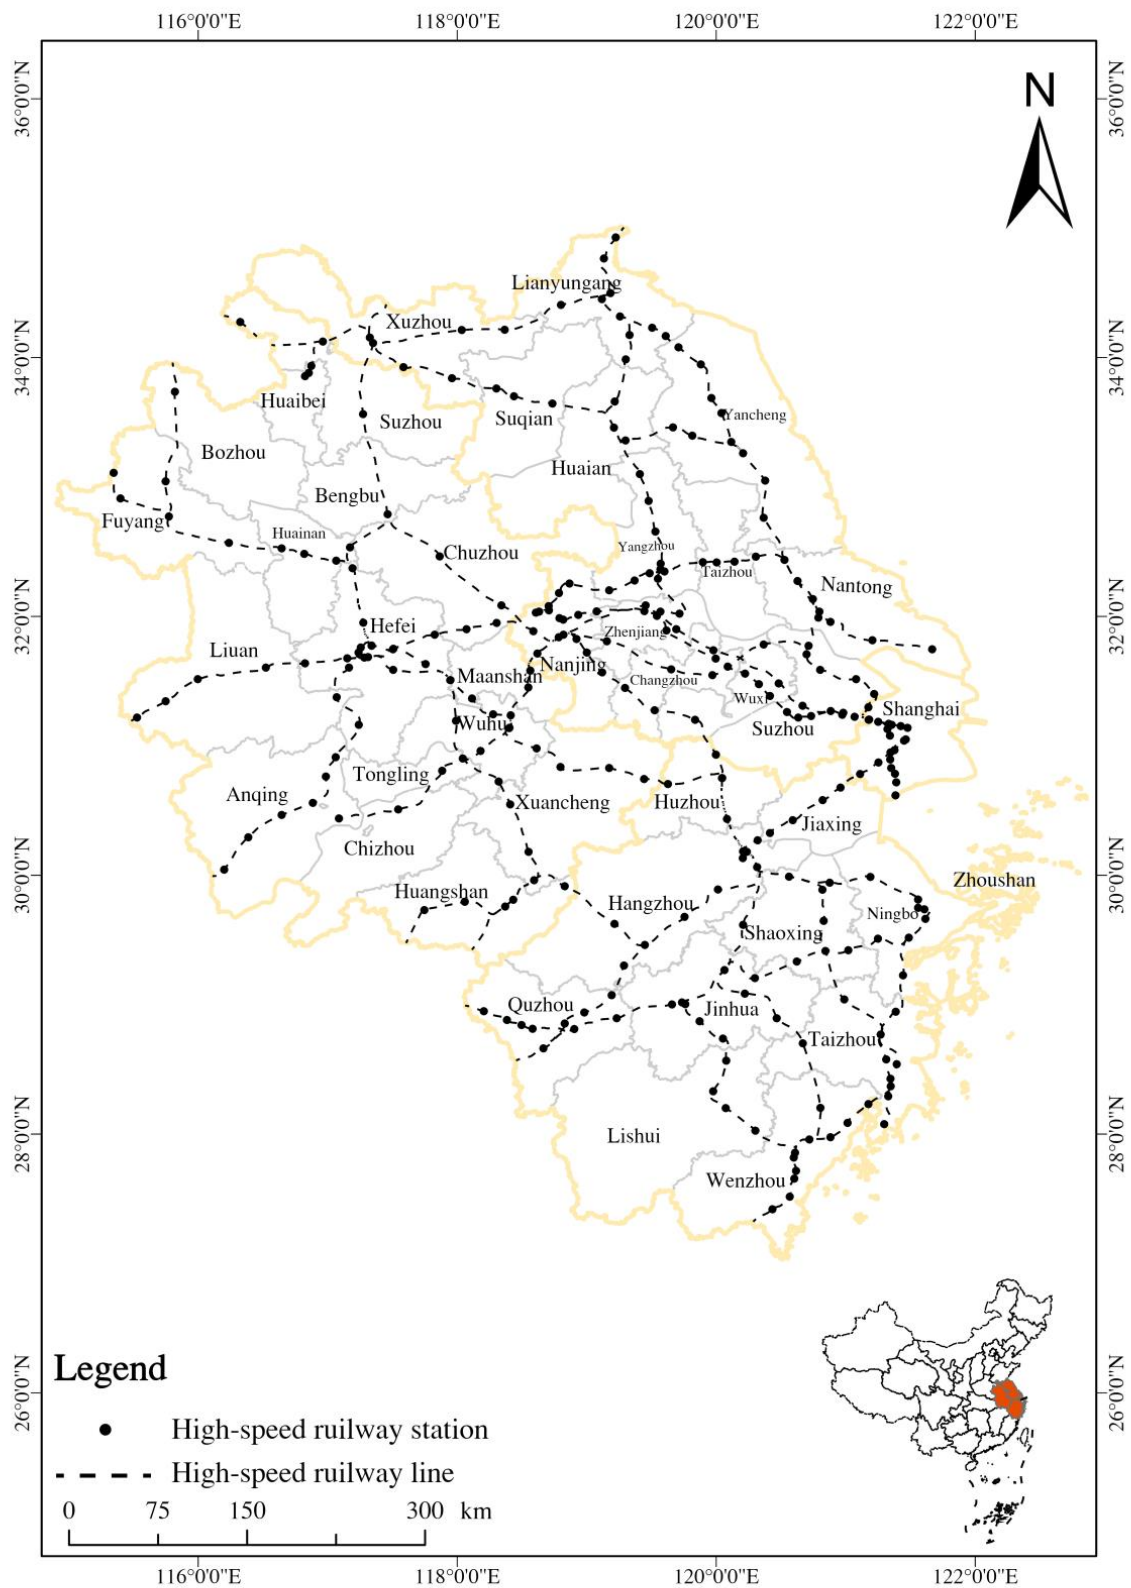 116°0'0"E 118°0'0"E 120°0'0"E 122°0'0"E
36°0'0"N
36°0'0"N
N
Lianyungang
Xuzhou
34°0'0"N
34°0'0"N
Huaibei
Suqian
Yancheng
Suzhou
Bozhou
Huaian
Bengbu
Fuyang
Huainan
Yangzhou
Chuzhou
Taizhou
Nantong
32°0'0"N
32°0'0"N
Hefei
Zhenjiang
Liuan
Nanjing
Maanshan
Changzhou
Wuxi
Shanghai
Wuhu
Suzhou
Tongling
Anqing
Xuancheng
Huzhou
Jiaxing
Chizhou
30°0'0"N
30°0'0"N
Zhoushan
Huangshan
Hangzhou
Ningbo
Shaoxing
Quzhou
Jinhua
Taizhou
28°0'0"N
28°0'0"N
Lishui
Wenzhou
Legend
26°0'0"N
26°0'0"N
High-speed railway station
High-speed railway line
0 75 150 300 km
116°0'0"E 118°0'0"E 120°0'0"E 122°0'0"E